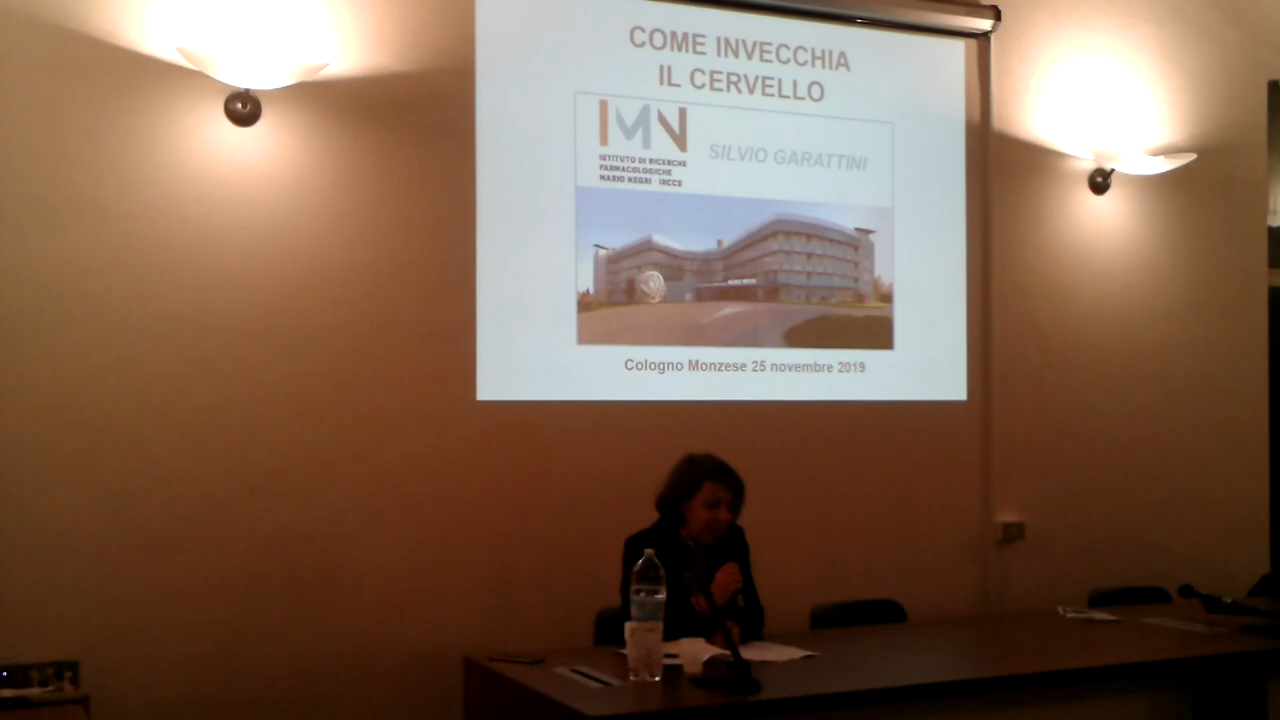 COME INVECCHIA
IL CERVELLO
IMN
SILVIO GARATTINI
ISTITUTO DI RICERCHE
FARMACOLOGICHE
MARIO NEGRI · IRCCS
Cologno Monzese 25 novembre 2019